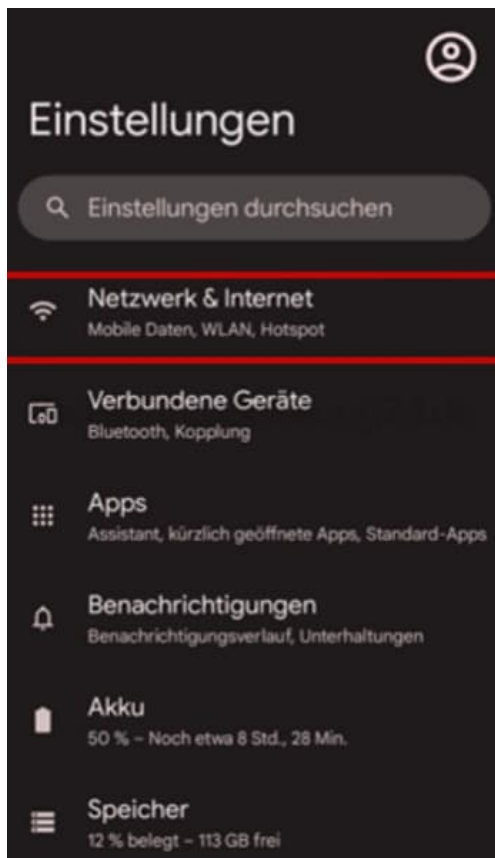 Einstellungen
Einstellungen durchsuchen
Netzwerk & Internet
Mobile Daten, WLAN, Hotspot
Verbundene Geräte
Bluetooth, Kopplung
Apps
Assistant, kürzlich geöffnete Apps, Standard-Apps
Benachrichtigungen
Benachrichtigungsverlauf, Unterhaltungen
Akku
50 % – Noch etwa 8 Std., 28 Min.
Speicher
12 % belegt – 113 GB frei